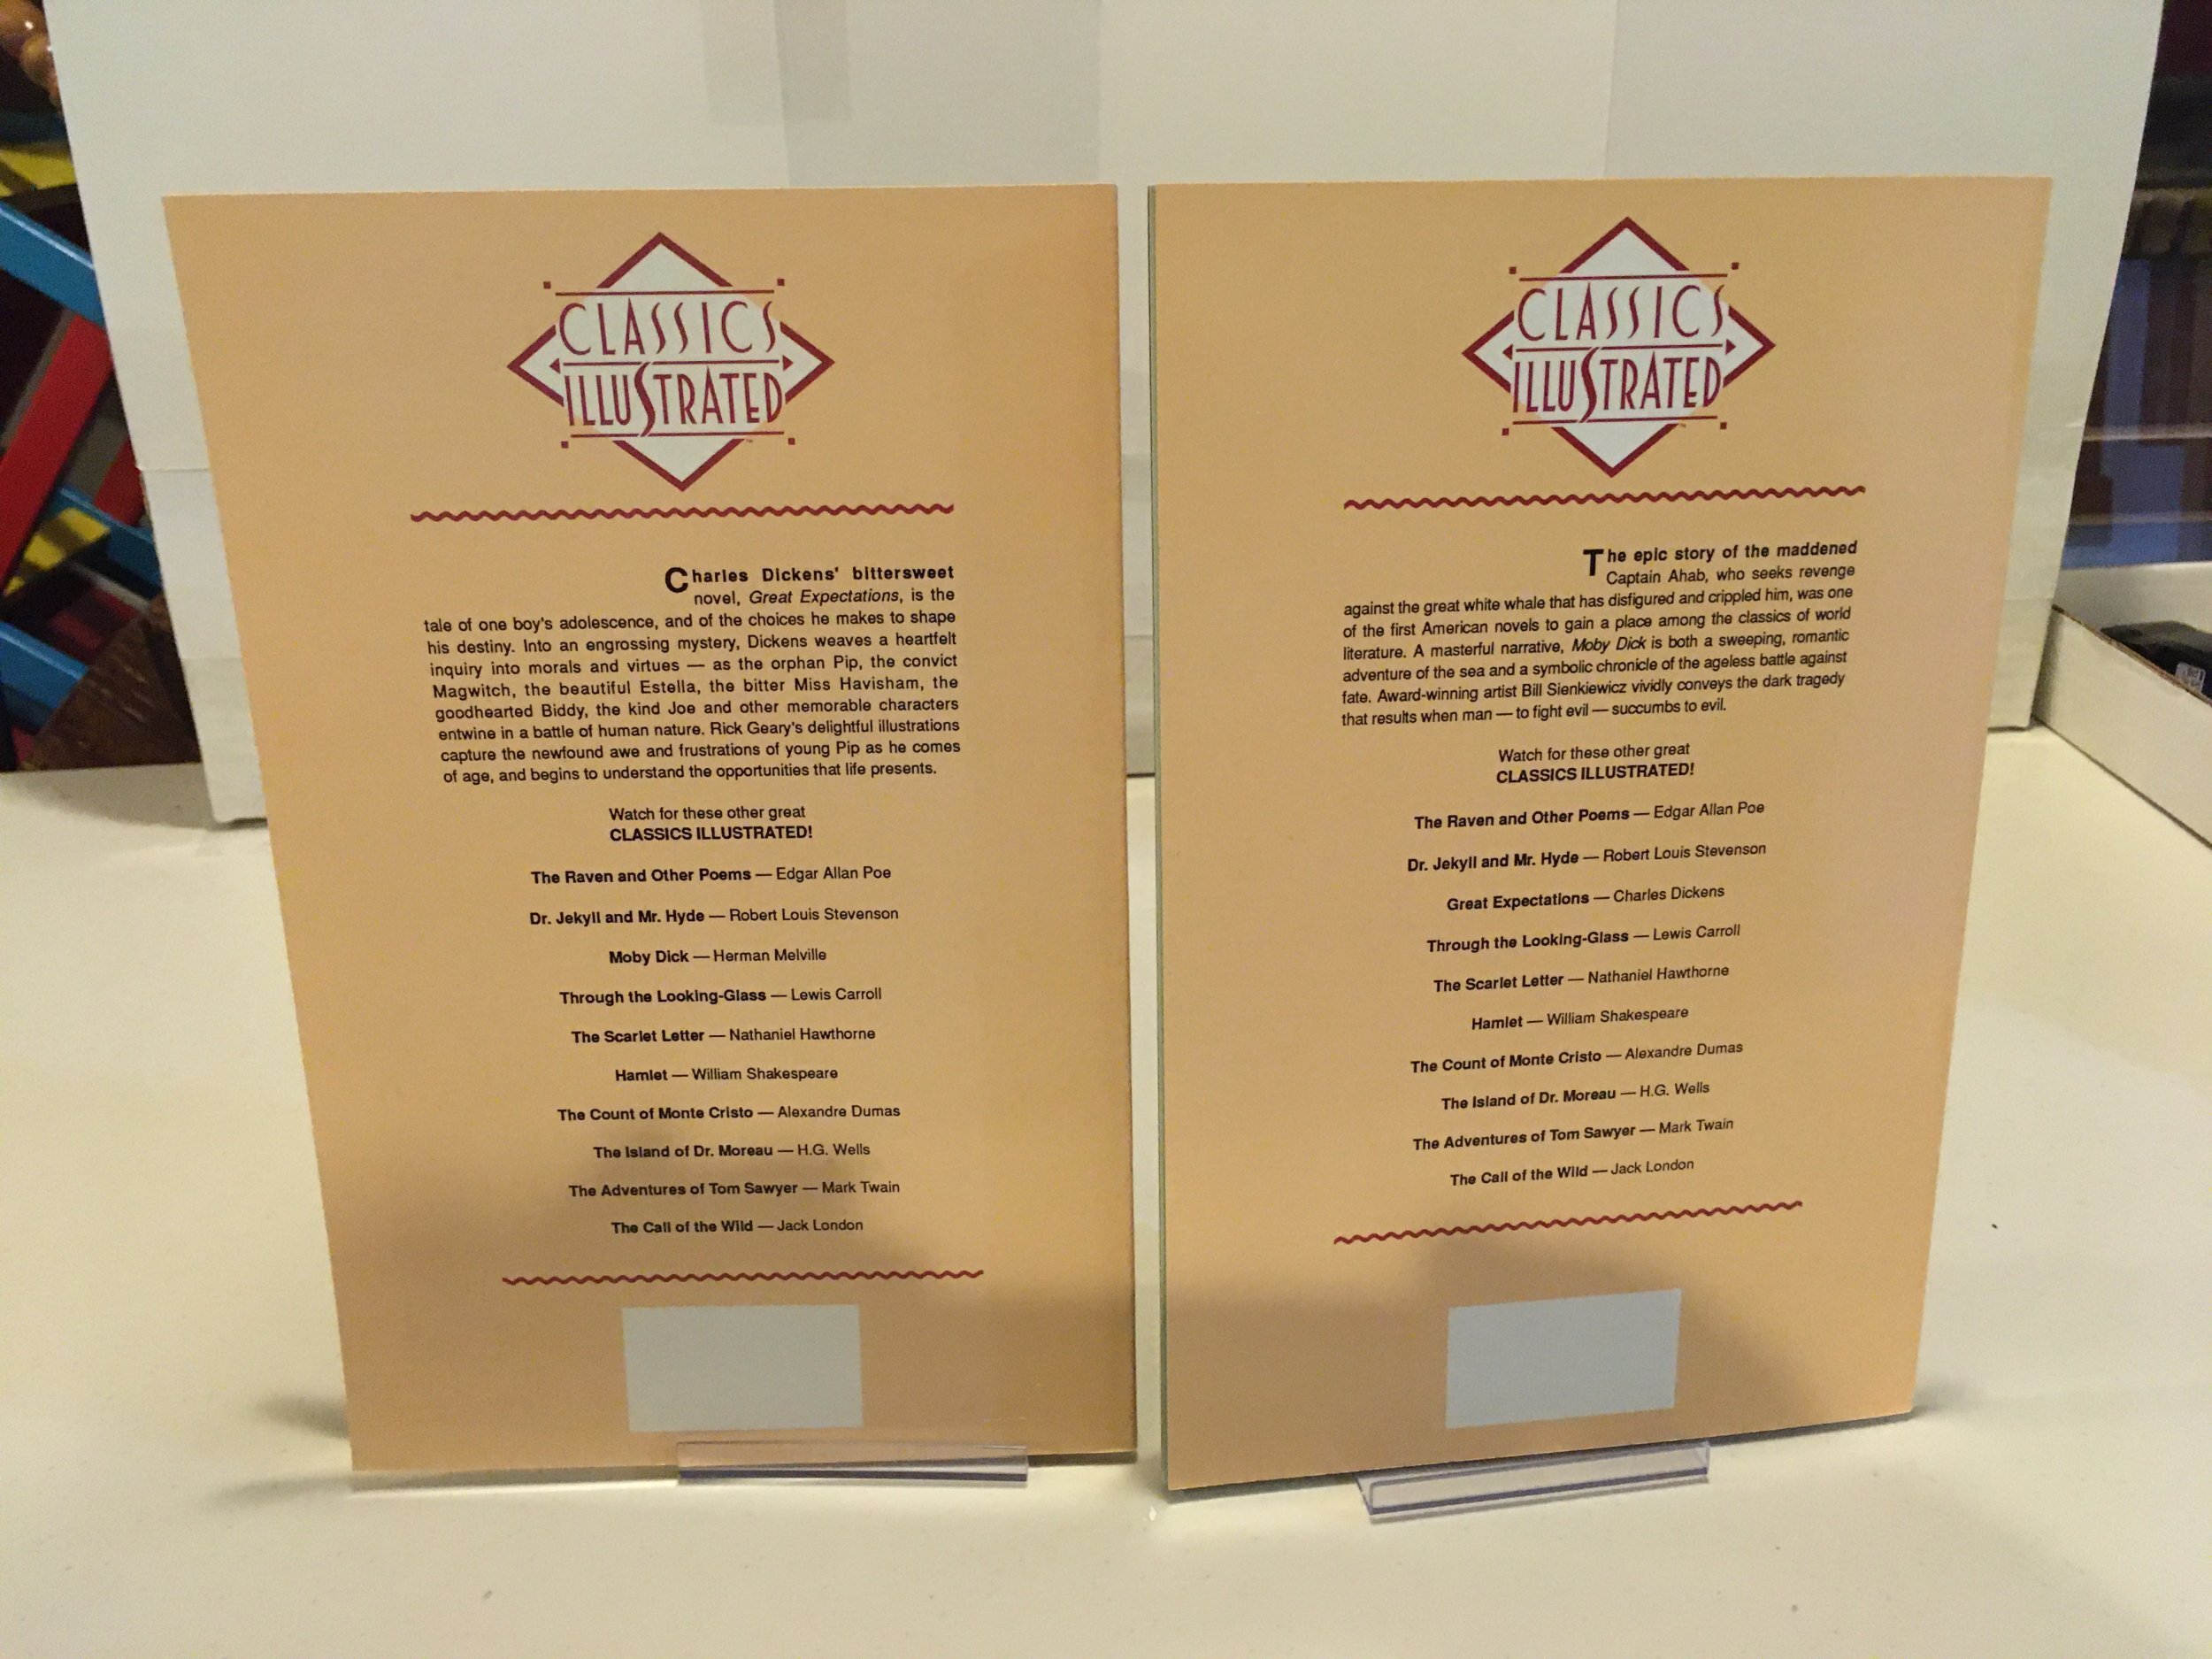 CLASSICS
ILLUSTRATED
Charles Dickens' bittersweet
novel, Great Expectations, is the
tale of one boy's adolescence, and of the choices he makes to shape
his destiny. Into an engrossing mystery, Dickens weaves a heartfelt
inquiry into morals and virtues — as the orphan Pip, the convict
Magwitch, the beautiful Estella, the bitter Miss Havisham, the
goodhearted Biddy, the kind Joe and other memorable characters
entwine in a battle of human nature. Rick Geary's delightful illustrations
capture the newfound awe and frustrations of young Pip as he comes
of age, and begins to understand the opportunities that life presents.
Watch for these other great
CLASSICS ILLUSTRATED!
The Raven and Other Poems — Edgar Allan Poe
Dr. Jekyll and Mr. Hyde — Robert Louis Stevenson
Moby Dick — Herman Melville
Through the Looking-Glass — Lewis Carroll
The Scarlet Letter — Nathaniel Hawthorne
Hamlet — William Shakespeare
The Count of Monte Cristo — Alexandre Dumas
The Island of Dr. Moreau — H.G. Wells
The Adventures of Tom Sawyer — Mark Twain
The Call of the Wild — Jack London
CLASSICS
ILLUSTRATED
The epic story of the maddened
Captain Ahab, who seeks revenge
against the great white whale that has disfigured and crippled him, was one
of the first American novels to gain a place among the classics of world
literature. A masterful narrative, Moby Dick is both a sweeping, romantic
adventure of the sea and a symbolic chronicle of the ageless battle against
fate. Award-winning artist Bill Sienkiewicz vividly conveys the dark tragedy
that results when man — to fight evil — succumbs to evil.
Watch for these other great
CLASSICS ILLUSTRATED!
The Raven and Other Poems — Edgar Allan Poe
Dr. Jekyll and Mr. Hyde — Robert Louis Stevenson
Great Expectations — Charles Dickens
Through the Looking-Glass — Lewis Carroll
The Scarlet Letter — Nathaniel Hawthorne
Hamlet — William Shakespeare
The Count of Monte Cristo — Alexandre Dumas
The Island of Dr. Moreau — H.G. Wells
The Adventures of Tom Sawyer — Mark Twain
The Call of the Wild — Jack London